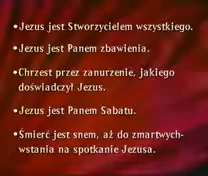 •Jezus jest Stworzycielem wszystkiego.
•Jezus jest Panem zbawienia.
•Chrzest przez zanurzenie, jakiego
doświadczył Jezus.
•Jezus jest Panem Sabatu.
•Śmierć jest snem, aż do zmartwych-
wstania na spotkanie Jezusa.